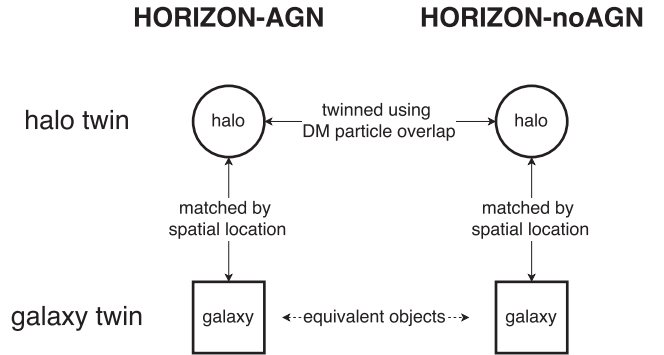 HORIZON-AGN HORIZON-noAGN
halo twin halo twinned using halo
DM particle overlap
matched by matched by
spatial location spatial location
galaxy twin galaxy equivalent objects galaxy